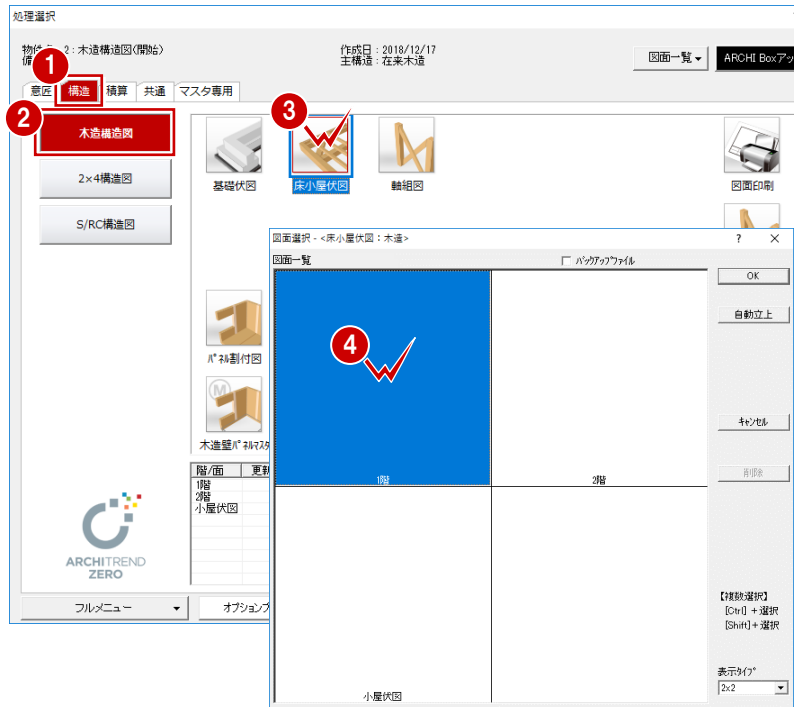 処理選択
2：木造構造図(開始)
作成日：2018/12/17
主構造：在来木造
図面一覧
ARCHI Boxアッ
1
意匠 構造 積算 共通 マスタ専用
2
3
木造構造図
2×4構造図
S/RC構造図
基礎伏図
床小屋伏図
軸組図
図面印刷
図面選択 - <床小屋伏図：木造>
? ×
図面一覧
バックアップファイル
OK
自動立上
4
パネル割付図
キャンセル
木造壁パネルマスタ
階/面
1階
2階
小屋伏図
1階
2階
削除
ARCHITREND
ZERO
【複数選択】
[Ctrl] +選択
[Shift]+選択
フルメニュー
オプション
表示タイプ
2x2
小屋伏図